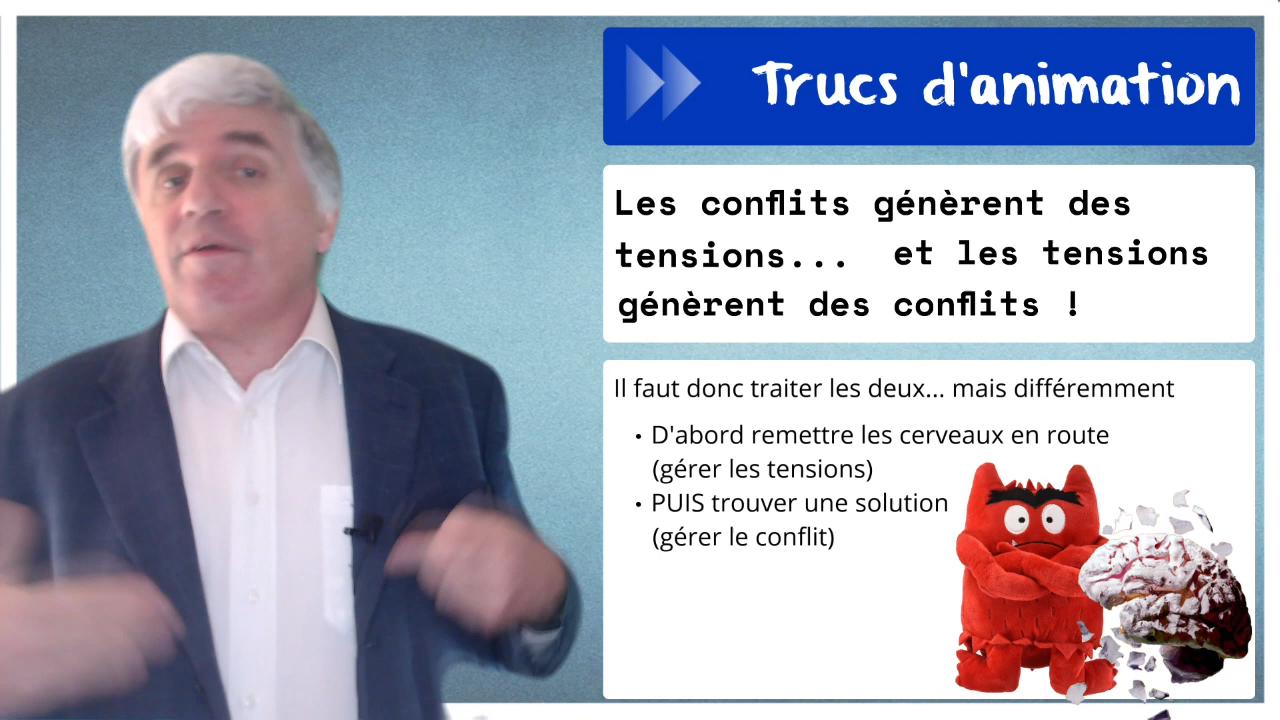 Trucs d'animation
Les conflits génèrent des
tensions... et les tensions
génèrent des conflits !
Il faut donc traiter les deux... mais différemment
• D'abord remettre les cerveaux en route
(gérer les tensions)
• PUIS trouver une solution
(gérer le conflit)